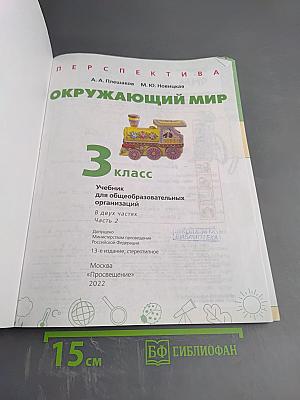 ПЕРСПЕКТИВА
А. А. Плешаков М. Ю. Новицкая
ОКРУЖАЮЩИЙ МИР
3 класс
Учебник
для общеобразовательных
организаций
В двух частях
Часть 2
Допущено
Министерством просвещения
Российской Федерации
13-е издание, стереотипное
Москва
«Просвещение»
2022
БИБЛИОТЕКА
15 см
БФ БИБЛИОФАН